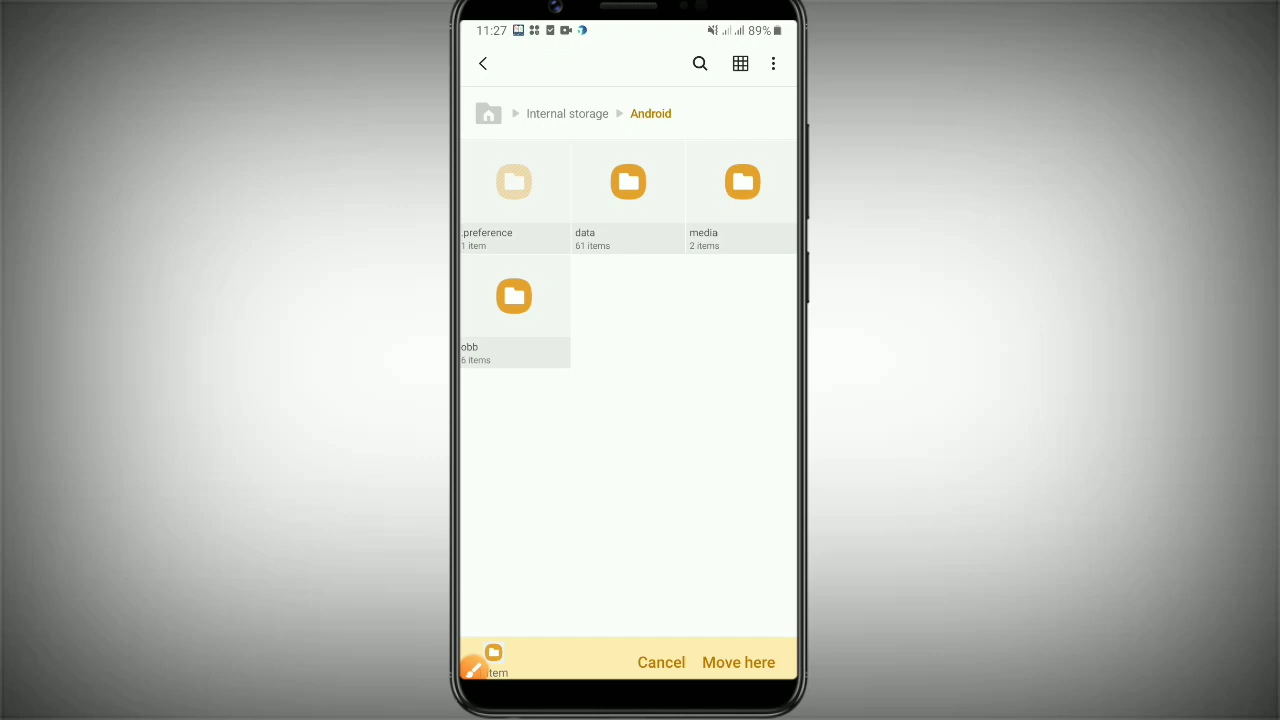 11:27
89%
Internal storage
Android
.preference
1 item
data
61 items
media
2 items
obb
6 items
item
Cancel
Move here